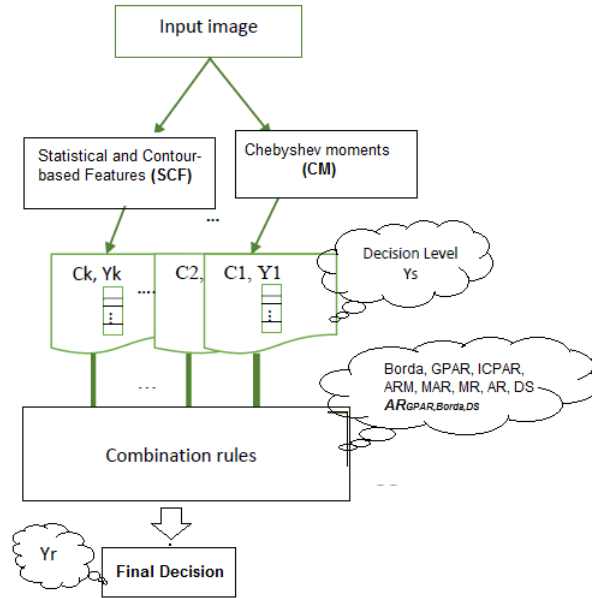 Input image
Statistical and Contour-
based Features (SCF)
Chebyshev moments
(CM)
...
Ck, Yk
....
C2,
C1, Y1
Decision Level
Ys
...
Borda, GPAR, ICPAR,
ARM, MAR, MR, AR, DS
ARGPAR,Borda,DS
Combination rules
Yr
Final Decision